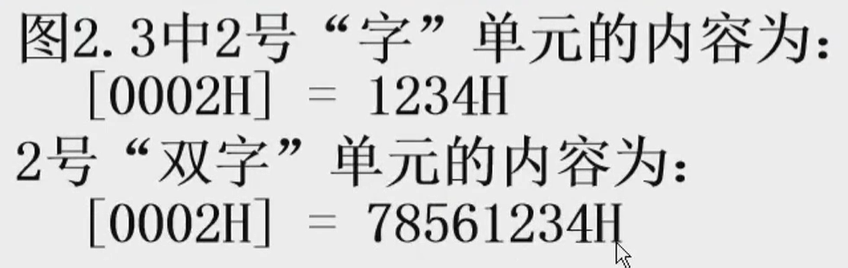 图2.3中2号“字”单元的内容为：
[0002H] = 1234H
2号“双字”单元的内容为：
[0002H] = 78561234H